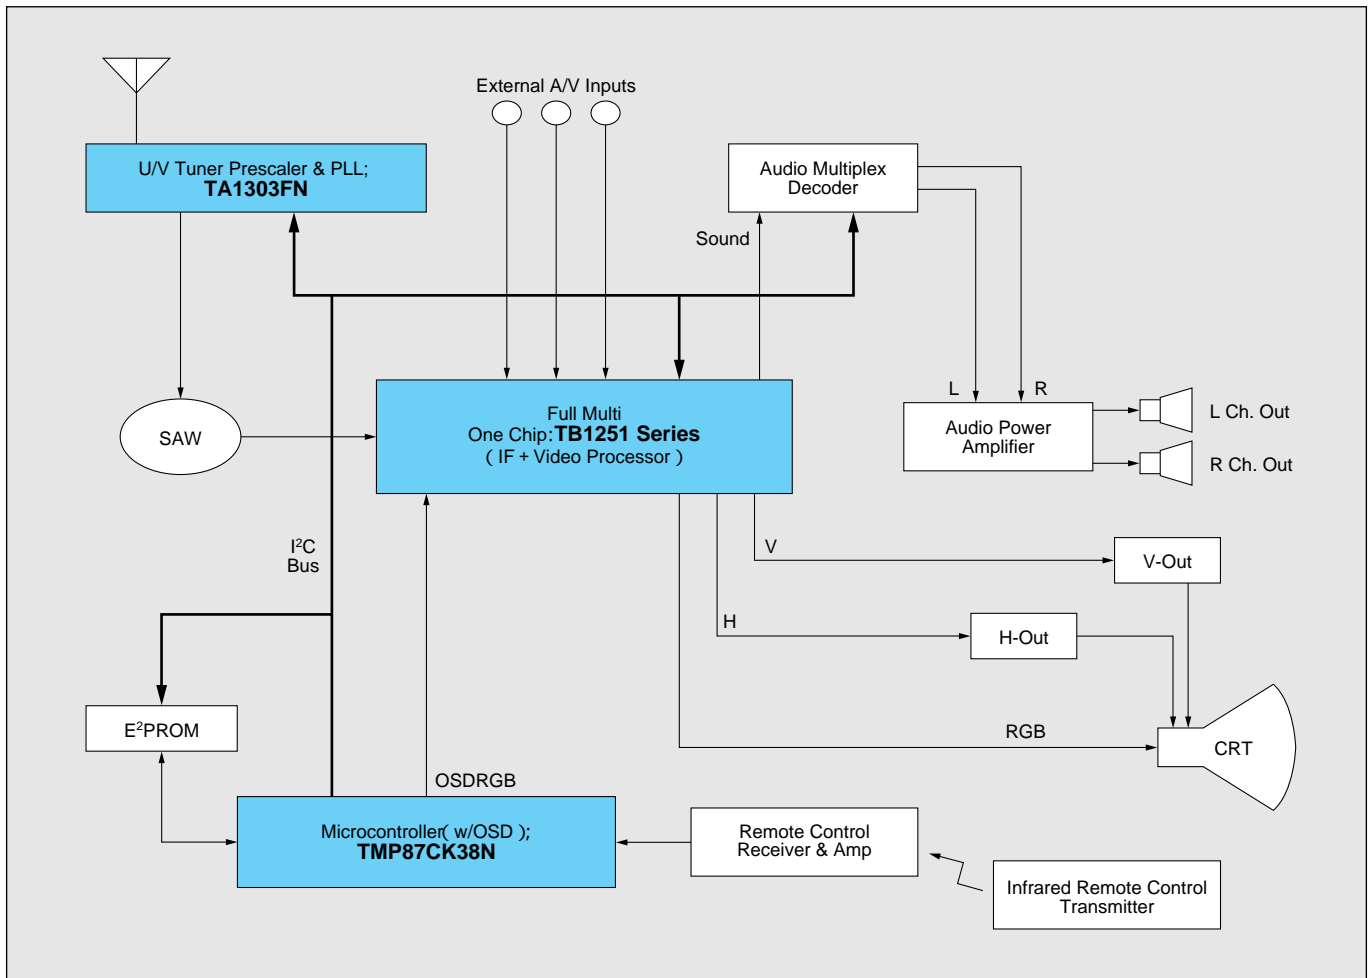 External A/V Inputs
U/V Tuner Prescaler & PLL;
TA1303FN
Audio Multiplex
Decoder
Sound
L
R
L Ch. Out
Audio Power
Amplifier
R Ch. Out
SAW
Full Multi
One Chip:TB1251 Series
( IF + Video Processor )
I²C
Bus
V
V-Out
H
H-Out
E²PROM
RGB
CRT
OSDRGB
Microcontroller( w/OSD );
TMP87CK38N
Remote Control
Receiver & Amp
Infrared Remote Control
Transmitter